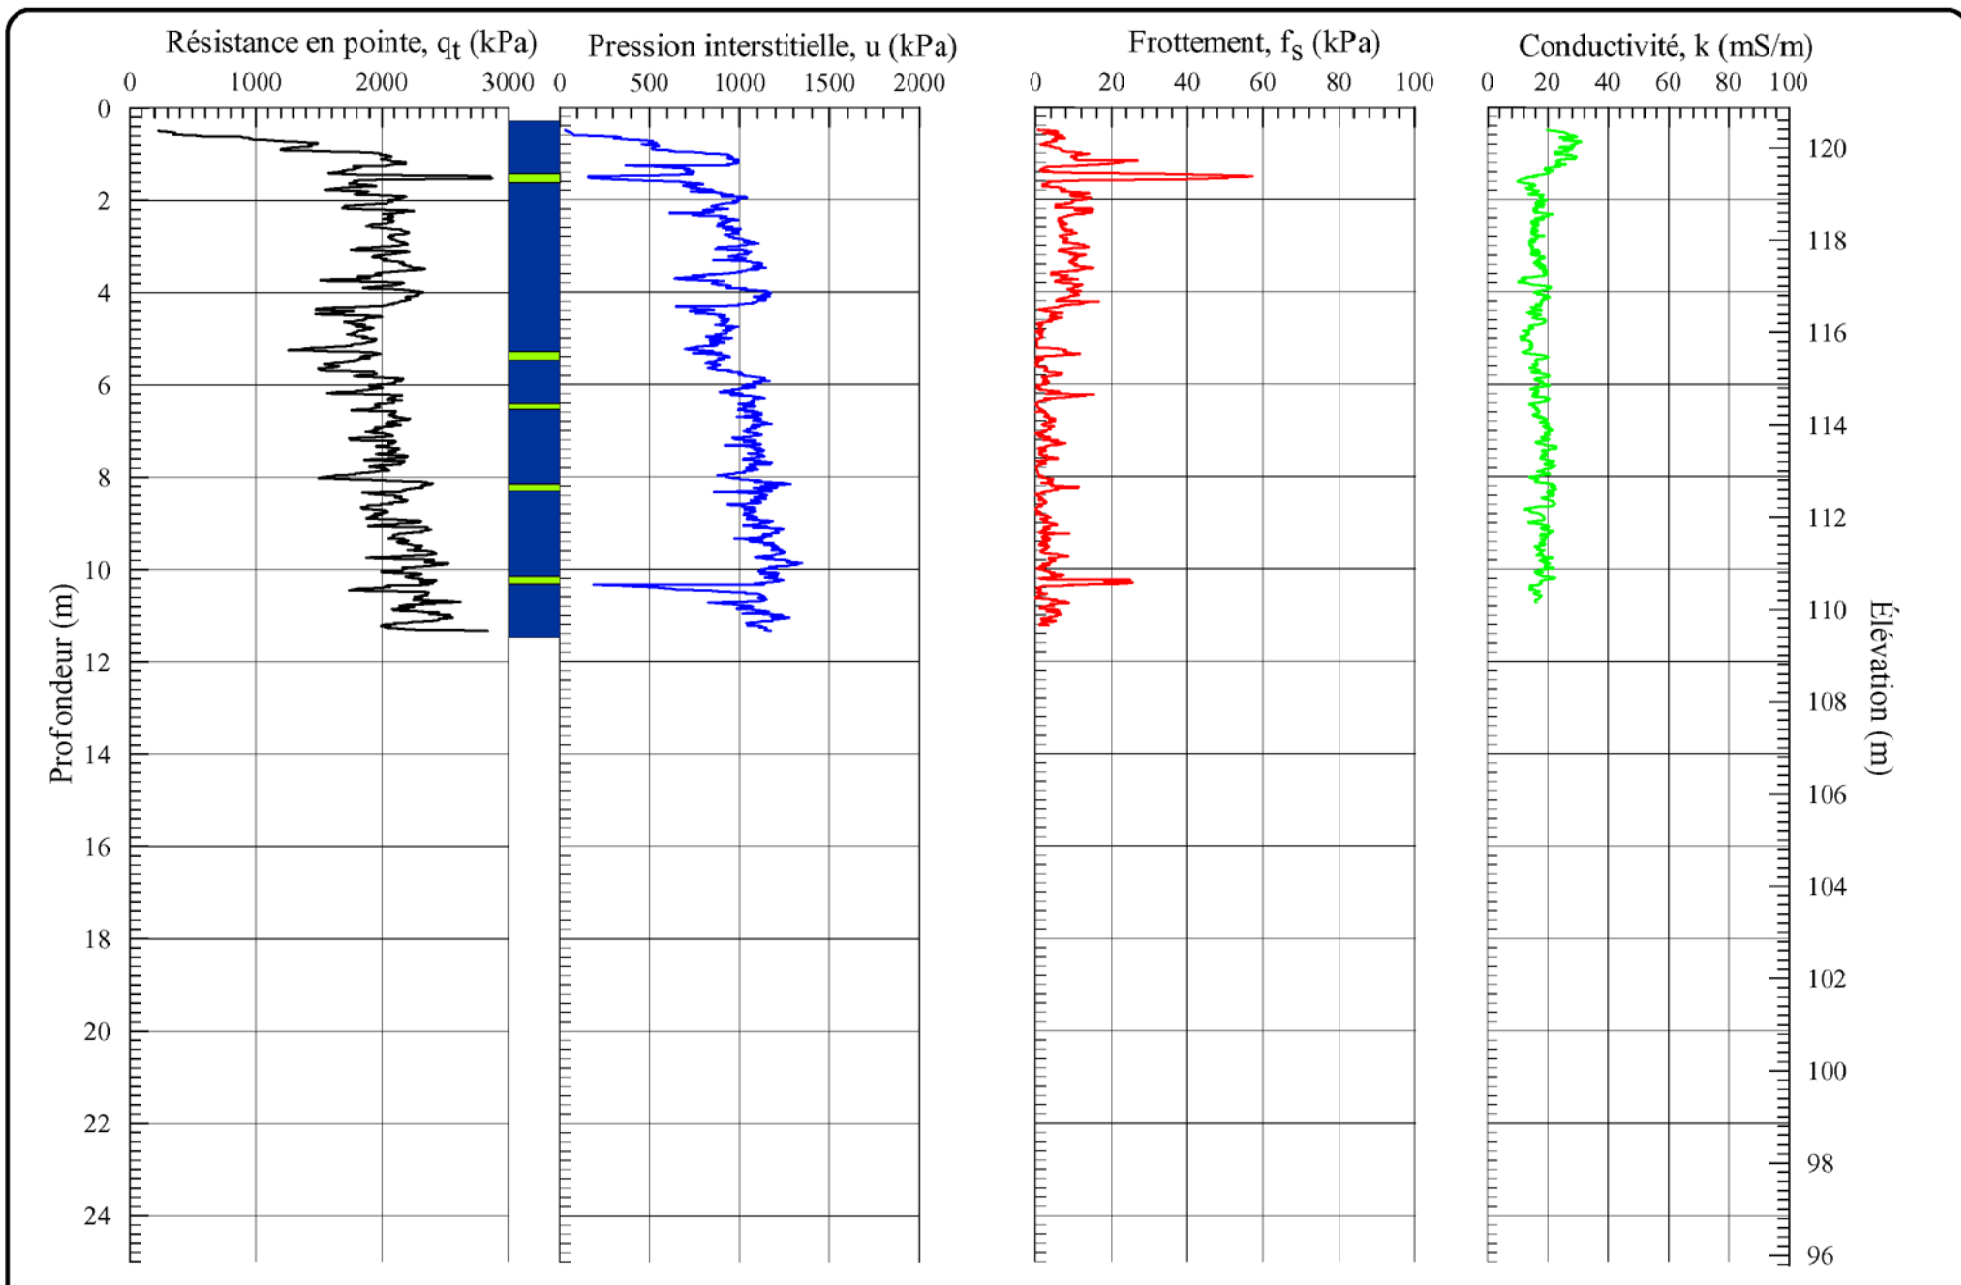 Résistance en pointe, qt (kPa)
Pression interstitielle, u (kPa)
Frottement, fs (kPa)
Conductivité, k (mS/m)
0 1000 2000 3000
0 500 1000 1500 2000
0 20 40 60 80 100
0 20 40 60 80 100
0
2
4
6
8
10
12
14
16
18
20
22
24
Profondeur (m)
120
118
116
114
112
110
108
106
104
102
100
98
96
Élévation (m)